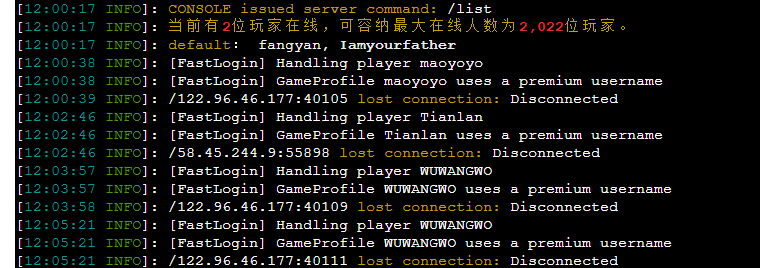 [12:00:17 INFO]: CONSOLE issued server command: /list
[12:00:17 INFO]: 当前有2位玩家在线，可容纳最大在线人数为2,022位玩家。
[12:00:17 INFO]: default:  fangyan, Iamyourfather
[12:00:38 INFO]: [FastLogin] Handling player maoyoyo
[12:00:38 INFO]: [FastLogin] GameProfile maoyoyo uses a premium username
[12:00:39 INFO]: /122.96.46.177:40105 lost connection: Disconnected
[12:02:46 INFO]: [FastLogin] Handling player Tianlan
[12:02:46 INFO]: [FastLogin] GameProfile Tianlan uses a premium username
[12:02:46 INFO]: /58.45.244.9:55898 lost connection: Disconnected
[12:03:57 INFO]: [FastLogin] Handling player WUWANGWO
[12:03:57 INFO]: [FastLogin] GameProfile WUWANGWO uses a premium username
[12:03:58 INFO]: /122.96.46.177:40109 lost connection: Disconnected
[12:05:21 INFO]: [FastLogin] Handling player WUWANGWO
[12:05:21 INFO]: [FastLogin] GameProfile WUWANGWO uses a premium username
[12:05:21 INFO]: /122.96.46.177:40111 lost connection: Disconnected